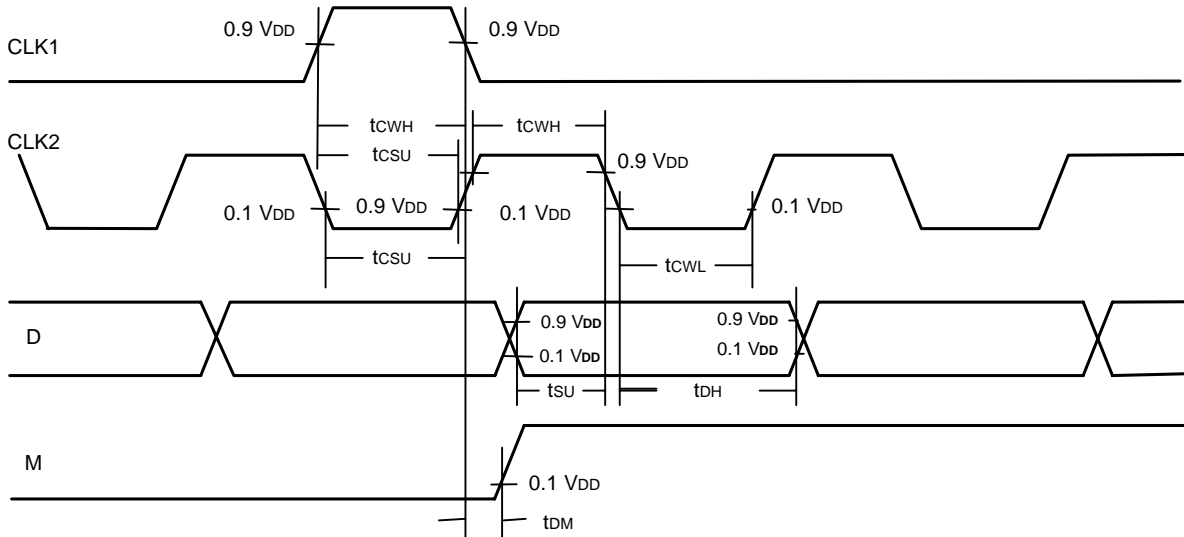 0.9 VDD
0.9 VDD
CLK1
tCWH
tCWH
CLK2
tCSU
0.9 VDD
0.1 VDD
0.9 VDD
0.1 VDD
0.1 VDD
tCSU
tCWL
D
0.9 VDD
0.9 VDD
0.1 VDD
0.1 VDD
tSU
tDH
M
0.1 VDD
tDM